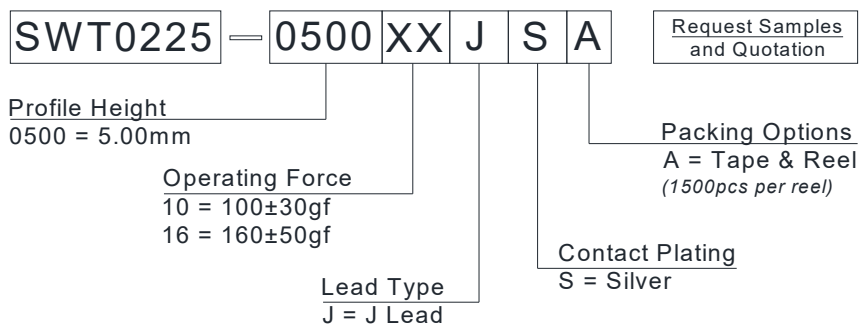 SWT0225 — 0500 XX J S A
Request Samples
and Quotation
Profile Height
0500 = 5.00mm
Packing Options
A = Tape & Reel
(1500pcs per reel)
Operating Force
10 = 100±30gf
16 = 160±50gf
Contact Plating
S = Silver
Lead Type
J = J Lead